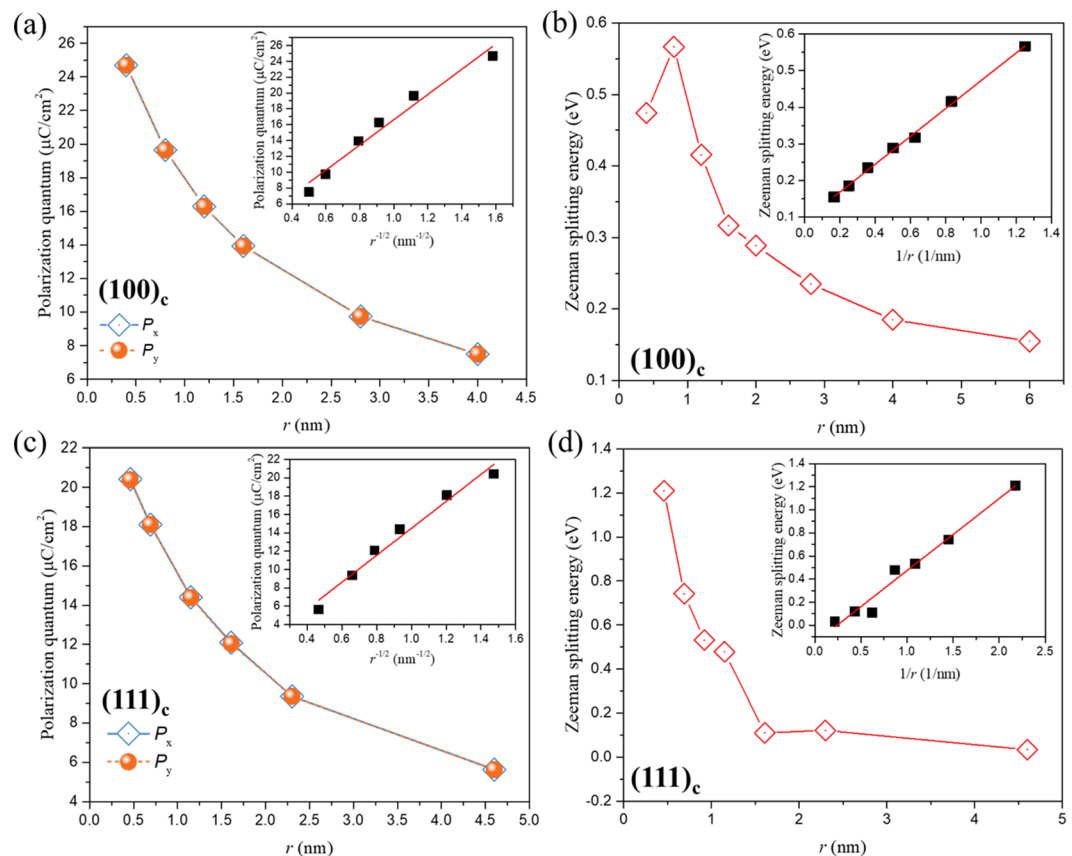 (a)
Polarization quantum (μC/cm²)
26
24
22
20
18
16
14
12
10
8
6
0.0 0.5 1.0 1.5 2.0 2.5 3.0 3.5 4.0 4.5
r (nm)
(100)c
Px
Py
Polarization quantum (μC/cm²)
26
24
22
20
18
16
14
12
10
8
6
0.4 0.6 0.8 1.0 1.2 1.4 1.6
r-1/2 (nm-1/2)
(b)
Zeeman splitting energy (eV)
0.6
0.5
0.4
0.3
0.2
0.1
0 1 2 3 4 5 6
r (nm)
(100)c
Zeeman splitting energy (eV)
0.6
0.5
0.4
0.3
0.2
0.1
0.0 0.2 0.4 0.6 0.8 1.0 1.2 1.4
1/r (1/nm)
(c)
Polarization quantum (μC/cm²)
22
20
18
16
14
12
10
8
6
4
0.0 0.5 1.0 1.5 2.0 2.5 3.0 3.5 4.0 4.5 5.0
r (nm)
(111)c
Px
Py
Polarization quantum (μC/cm²)
22
20
18
16
14
12
10
8
6
4
0.4 0.6 0.8 1.0 1.2 1.4 1.6
r-1/2 (nm-1/2)
(d)
Zeeman splitting energy (eV)
1.4
1.2
1.0
0.8
0.6
0.4
0.2
0.0
-0.2
0 1 2 3 4 5
r (nm)
(111)c
Zeeman splitting energy (eV)
1.4
1.2
1.0
0.8
0.6
0.4
0.2
0.0
0.0 0.5 1.0 1.5 2.0 2.5
1/r (1/nm)